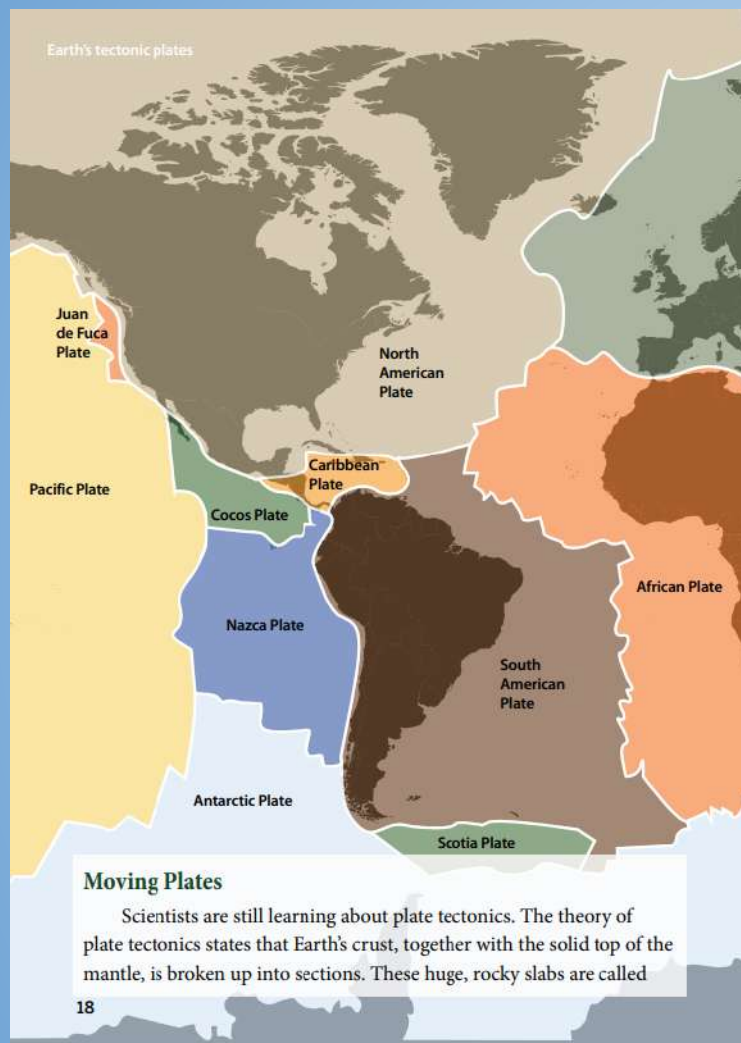 Earth's tectonic plates
Juan
de Fuca
Plate
North
American
Plate
Caribbean
Plate
Pacific Plate
Cocos Plate
African Plate
Nazca Plate
South
American
Plate
Antarctic Plate
Scotia Plate
Moving Plates
Scientists are still learning about plate tectonics. The theory of
plate tectonics states that Earth's crust, together with the solid top of the
mantle, is broken up into sections. These huge, rocky slabs are called
18